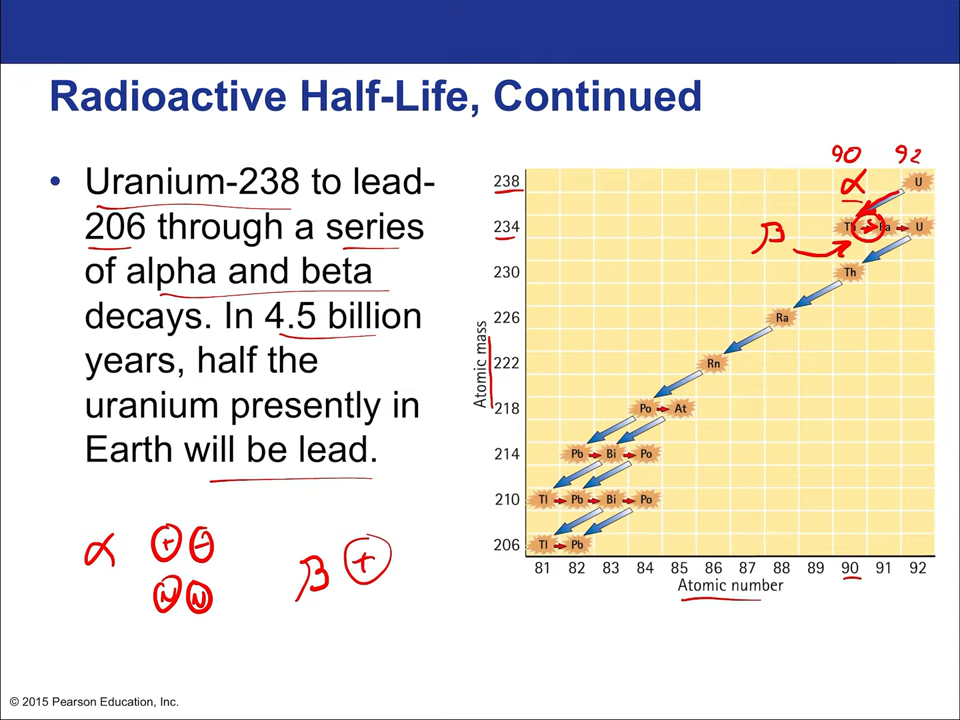 Radioactive Half-Life, Continued
• Uranium-238 to lead-
206 through a series
of alpha and beta
decays. In 4.5 billion
years, half the
uranium presently in
Earth will be lead.
α + −
N N
β +
90 92
α
β
Atomic mass
238 U
234 Th Pa U
230 Th
226 Ra
222 Rn
218 Po At
214 Pb Bi Po
210 Tl Pb Bi Po
206 Tl Pb
81 82 83 84 85 86 87 88 89 90 91 92
Atomic number
© 2015 Pearson Education, Inc.